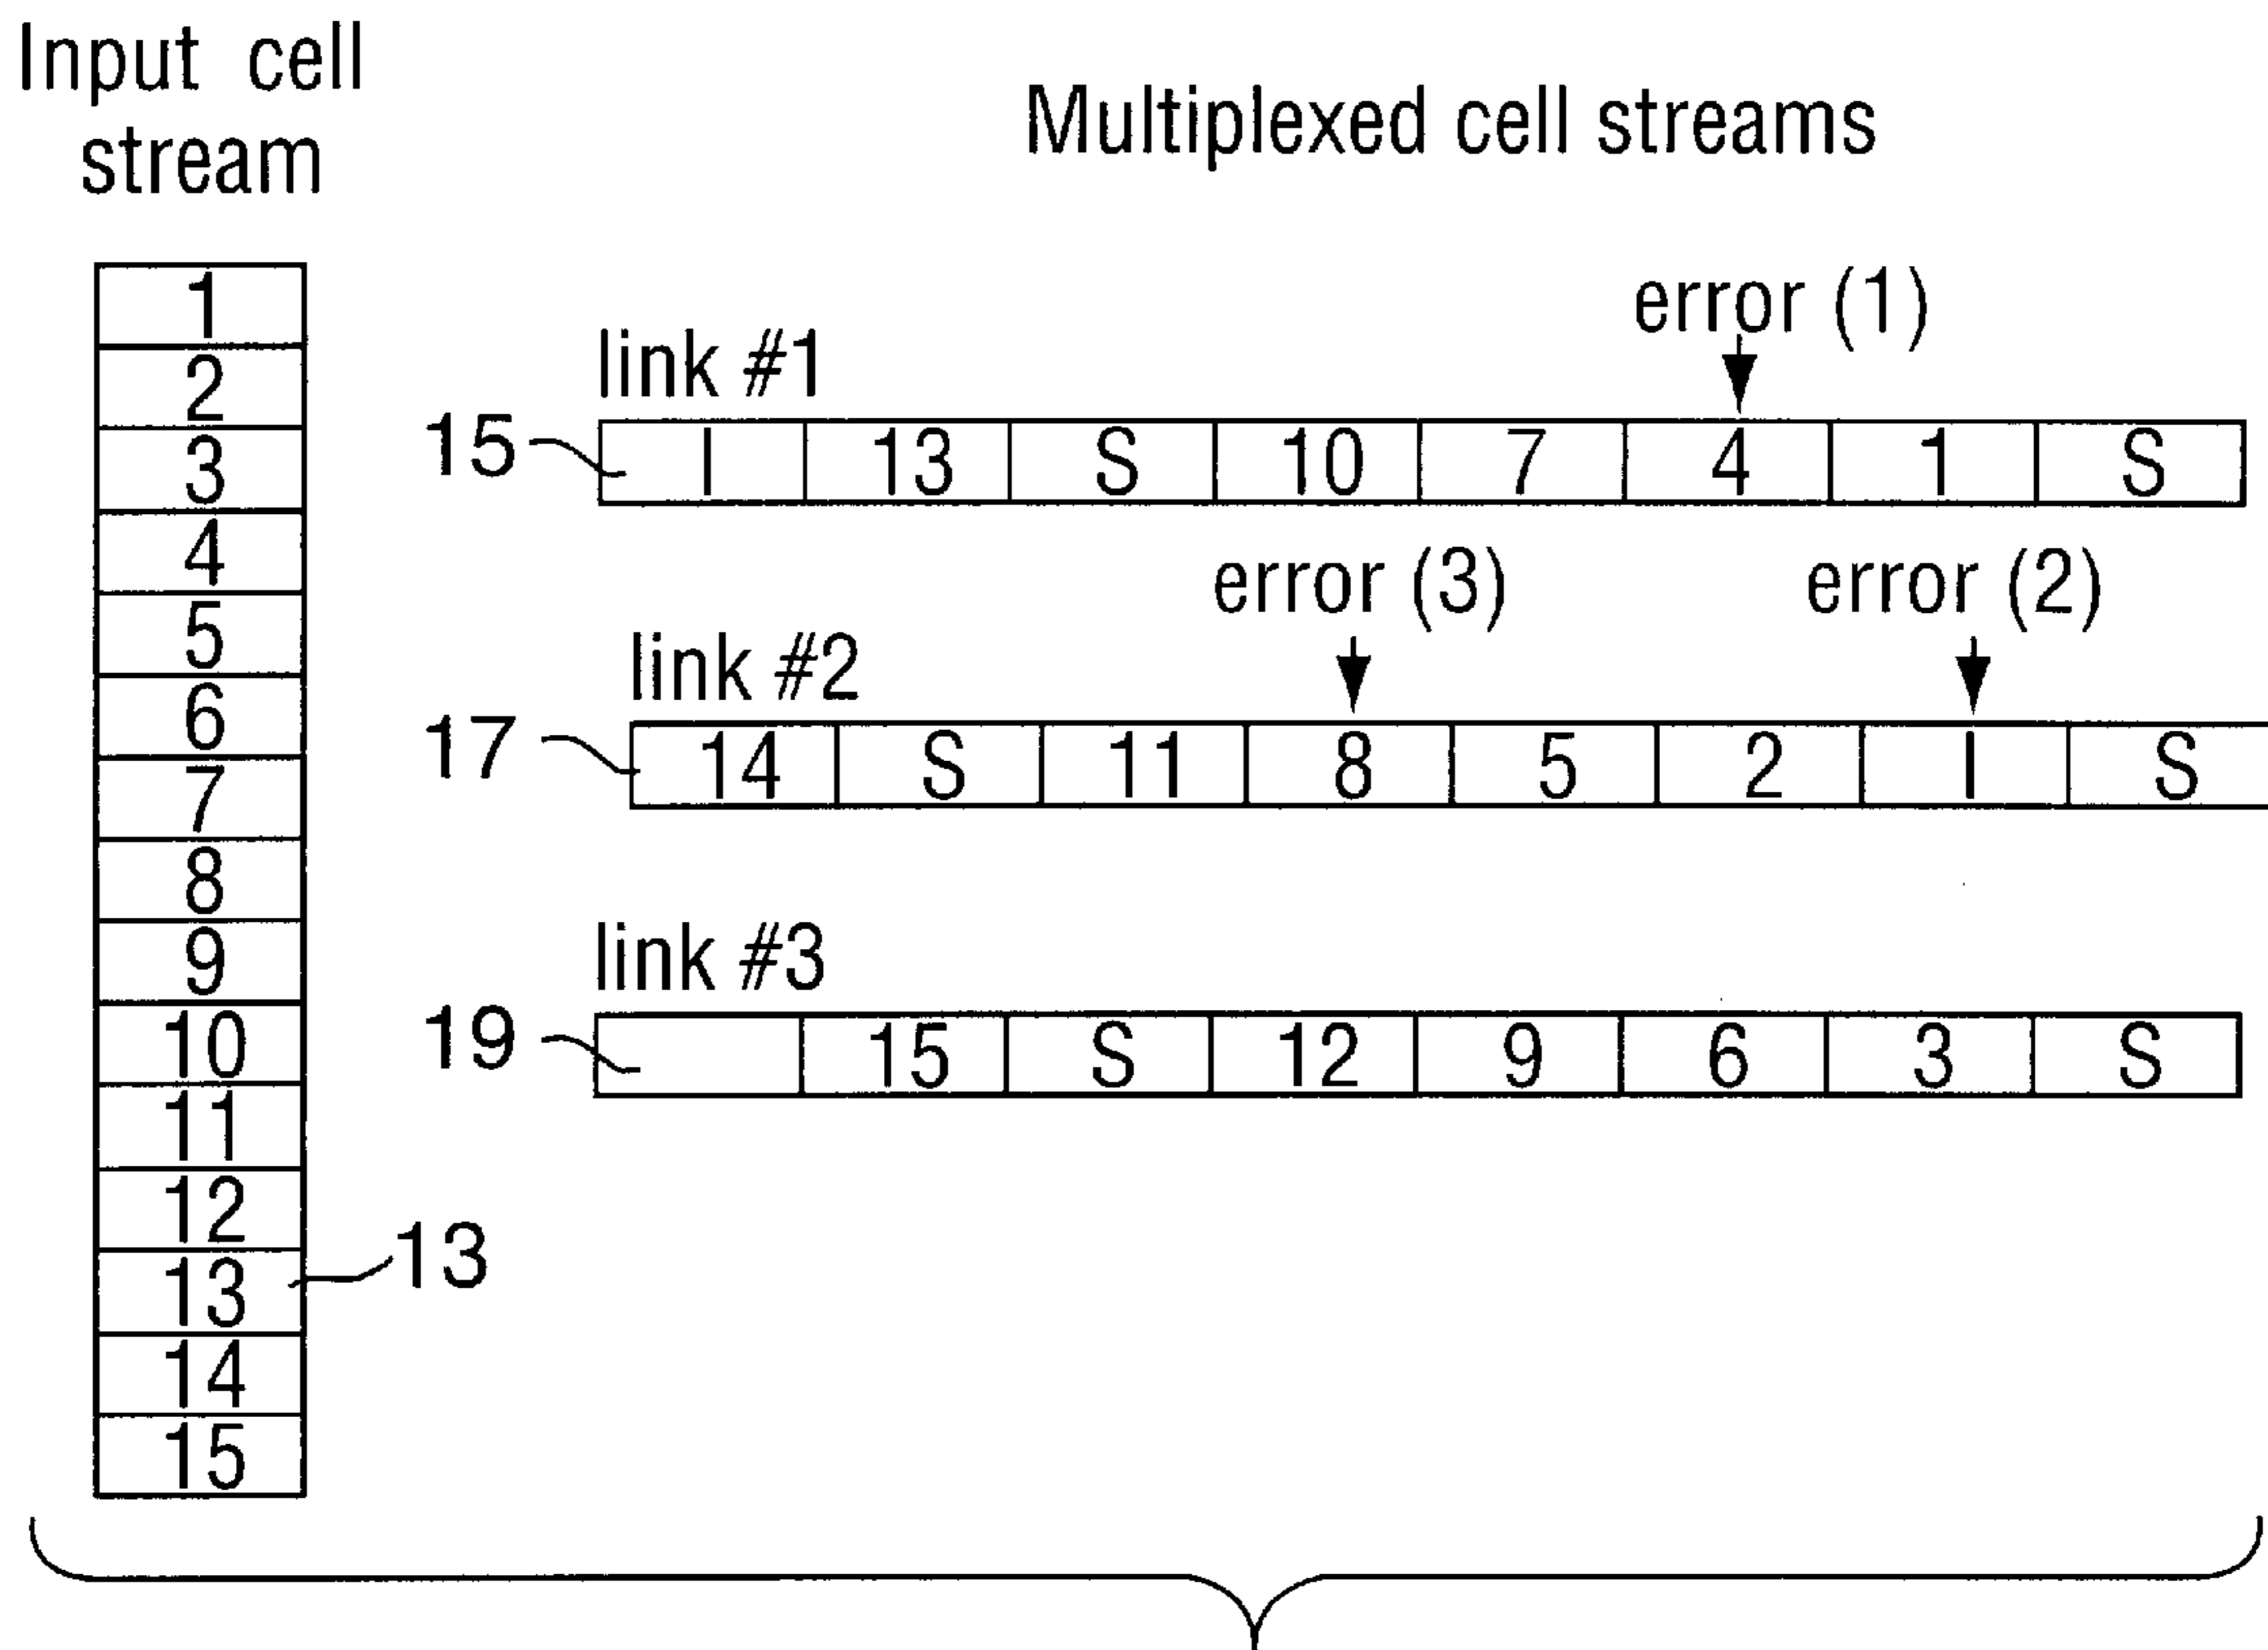 Input cell
stream
Multiplexed cell streams
1
2
3
4
5
6
7
8
9
10
11
12
13
14
15
13
error (1)
link #1
15
I 13 S 10 7 4 1 S
error (3) error (2)
link #2
17
14 S 11 8 5 2 I S
link #3
19
15 S 12 9 6 3 S